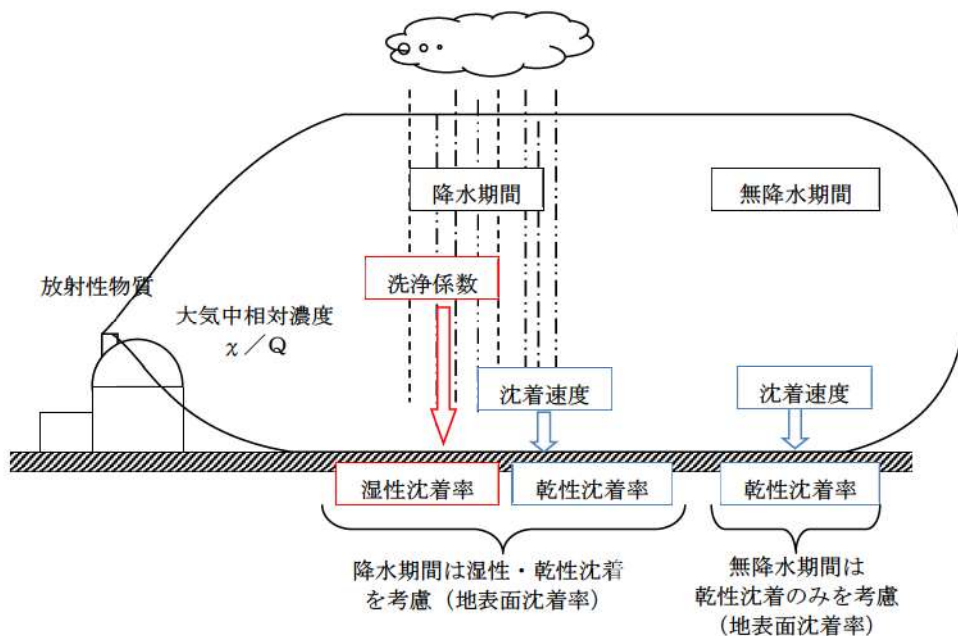 降水期間
無降水期間
洗浄係数
放射性物質
大気中相対濃度
χ／Q
沈着速度
沈着速度
湿性沈着率
乾性沈着率
乾性沈着率
降水期間は湿性・乾性沈着
を考慮（地表面沈着率）
無降水期間は
乾性沈着のみを考慮
（地表面沈着率）